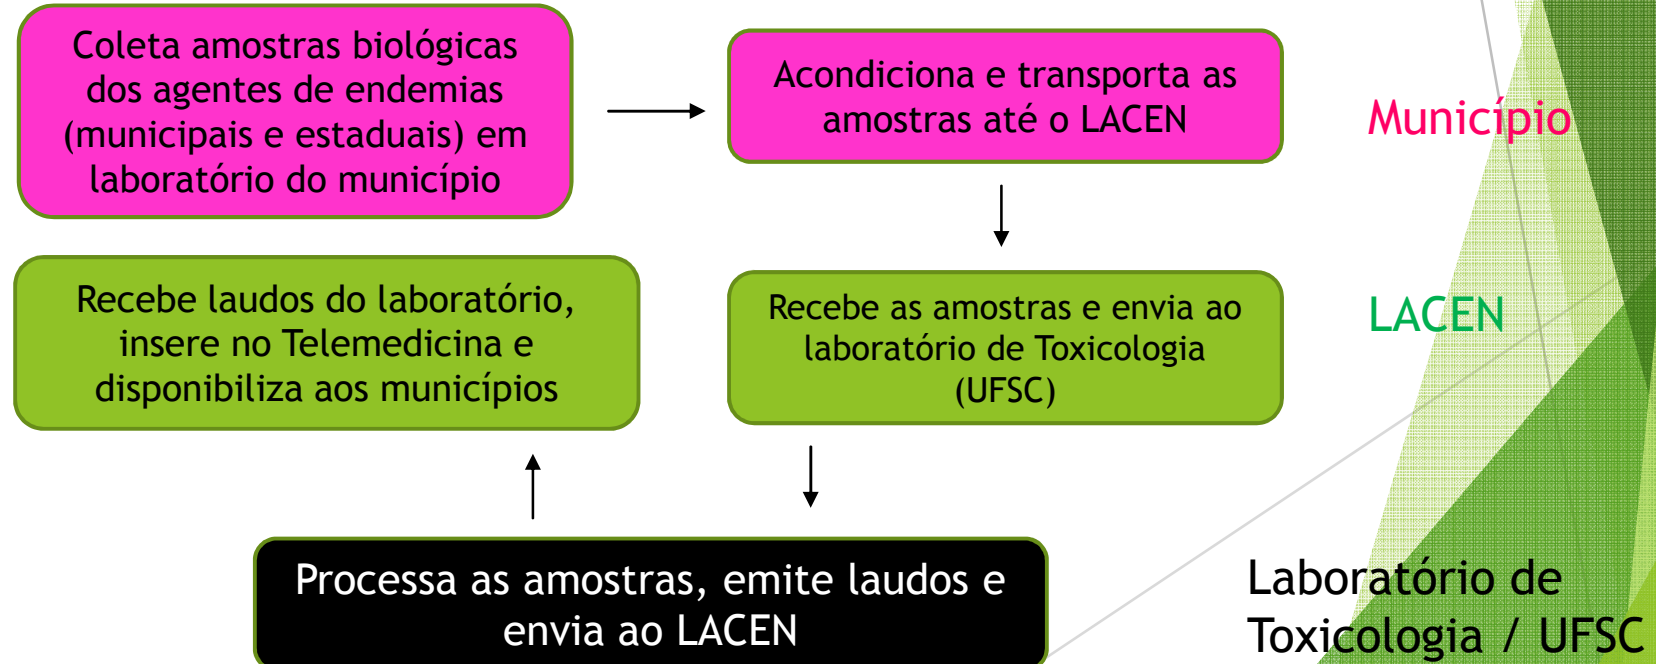 Coleta amostras biológicas
dos agentes de endemias
(municipais e estaduais) em
laboratório do município
Acondiciona e transporta as
amostras até o LACEN
Município
Recebe laudos do laboratório,
insere no Telemedicina e
disponibiliza aos municípios
Recebe as amostras e envia ao
laboratório de Toxicologia
(UFSC)
LACEN
Processa as amostras, emite laudos e
envia ao LACEN
Laboratório de
Toxicologia / UFSC